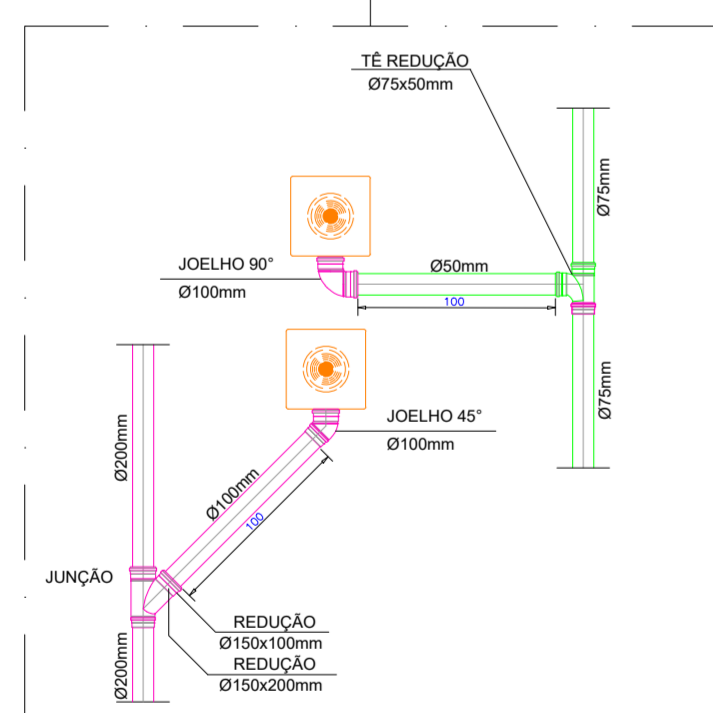 TÊ REDUÇÃO
Ø75x50mm
Ø75mm
JOELHO 90°
Ø100mm
Ø50mm
100
Ø75mm
JOELHO 45°
Ø100mm
Ø200mm
Ø100mm
100
JUNÇÃO
REDUÇÃO
Ø150x100mm
REDUÇÃO
Ø150x200mm
Ø200mm